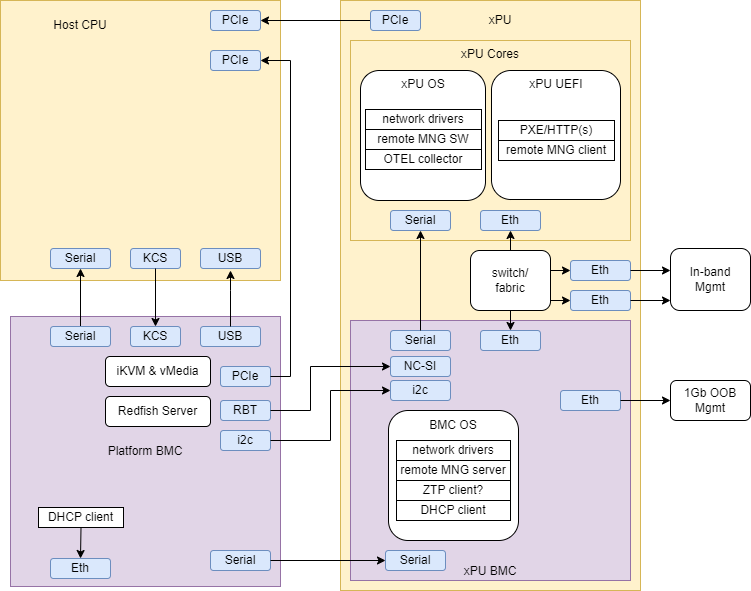 Host CPU
PCIe
PCIe
xPU
PCIe
xPU Cores
xPU OS
network drivers
remote MNG SW
OTEL collector
xPU UEFI
PXE/HTTP(s)
remote MNG client
Serial
Eth
Serial
KCS
USB
switch/
fabric
Eth
Eth
In-band
Mgmt
Serial
KCS
USB
iKVM & vMedia
PCIe
Redfish Server
RBT
Platform BMC
i2c
Serial
Eth
NC-SI
i2c
Eth
1Gb OOB
Mgmt
BMC OS
network drivers
remote MNG server
ZTP client?
DHCP client
DHCP client
Eth
Serial
Serial
xPU BMC